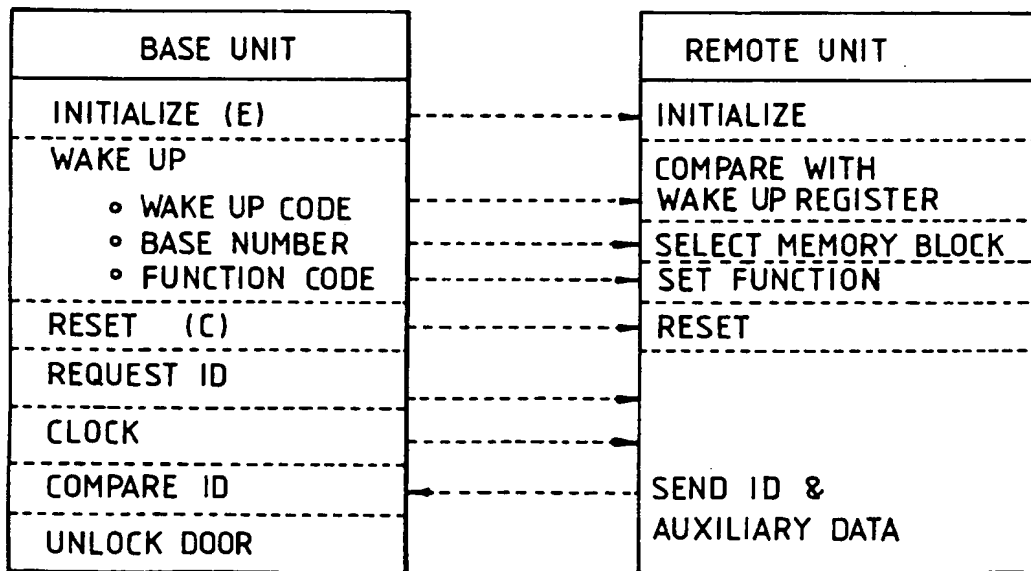 BASE UNIT
INITIALIZE (E)
WAKE UP
• WAKE UP CODE
• BASE NUMBER
• FUNCTION CODE
RESET (C)
REQUEST ID
CLOCK
COMPARE ID
UNLOCK DOOR
REMOTE UNIT
INITIALIZE
COMPARE WITH
WAKE UP REGISTER
SELECT MEMORY BLOCK
SET FUNCTION
RESET
SEND ID &
AUXILIARY DATA